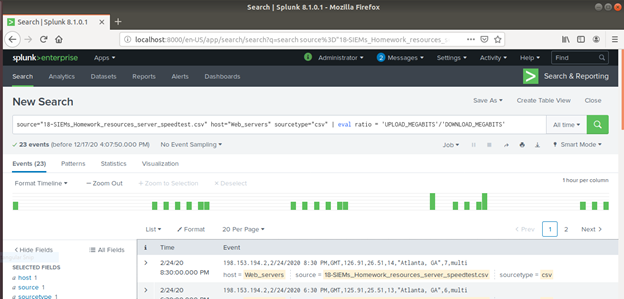 Search | Splunk 8.1.0.1 - Mozilla Firefox
Search | Splunk 8.1.0.1
localhost:8000/en-US/app/search/search?q=search source%3D"18-SIEMs_Homework_resources_
splunk>enterprise Apps Administrator 2 Messages Settings Activity Help Find
Search Analytics Datasets Reports Alerts Dashboards Search & Reporting
New Search Save As Create Table View Close
source="18-SIEMs_Homework_resources_server_speedtest.csv" host="Web_servers" sourcetype="csv" | eval ratio = 'UPLOAD_MEGABITS'/'DOWNLOAD_MEGABITS' All time
23 events (before 12/17/20 4:07:50.000 PM) No Event Sampling Job Smart Mode
Events (23) Patterns Statistics Visualization
Format Timeline — Zoom Out + Zoom to Selection × Deselect 1 hour per column
List Format 20 Per Page < Prev 1 2 Next >
< Hide Fields All Fields
i Time Event
SELECTED FIELDS
a host 1
a source 1
a sourcetype 1
> 2/24/20 198.153.194.2,2/24/2020 8:30 PM,GMT,126.91,26.51,14,"Atlanta, GA",7,multi
8:30:00.000 PM host = Web_servers source = 18-SIEMs_Homework_resources_server_speedtest.csv sourcetype = csv
> 2/24/20 198.153.194.1,2/24/2020 6:30 PM,GMT,125.91,25.51,13,"Atlanta, GA",6,multi